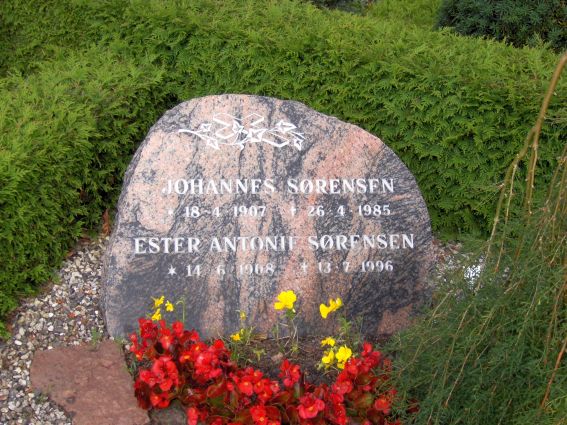 JOHANNES SØRENSEN
* 18-4 1907 † 26-4 1985
ESTER ANTONIE SØRENSEN
* 14-6 1908 † 13-7 1996